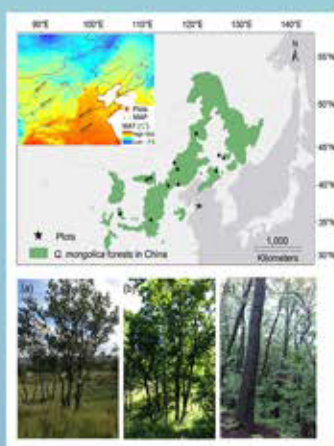 90°E 100°E 110°E 120°E 130°E 140°E
N
Plots
MAP
MAT (°C)
50°N
45°N
40°N
35°N
30°N
Plots
Q. mongolica forests in China
1,000
Kilometers
(a) (b) (c)